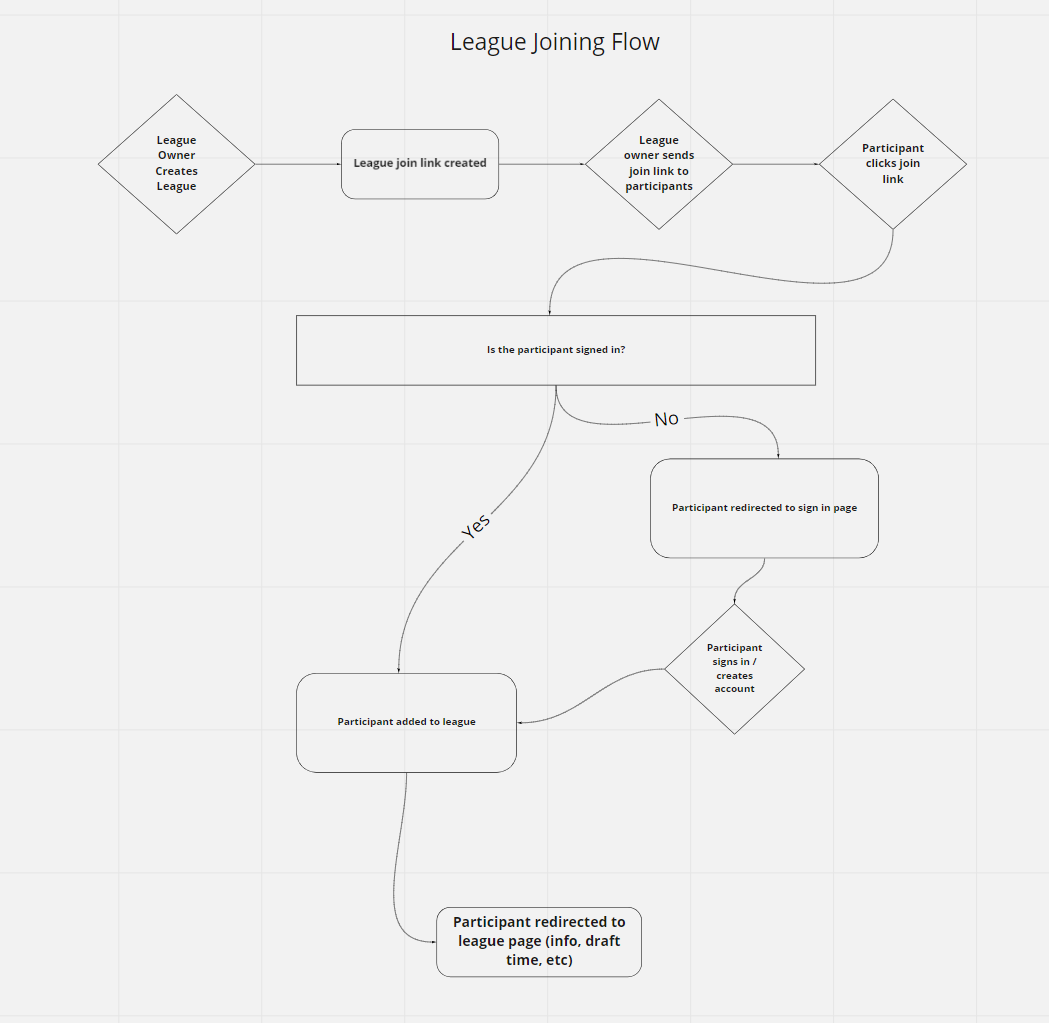 League Joining Flow
League
Owner
Creates
League
League join link created
League
owner sends
join link to
participants
Participant
clicks join
link
Is the participant signed in?
No
Participant redirected to sign in page
Yes
Participant
signs in /
creates
account
Participant added to league
Participant redirected to
league page (info, draft
time, etc)